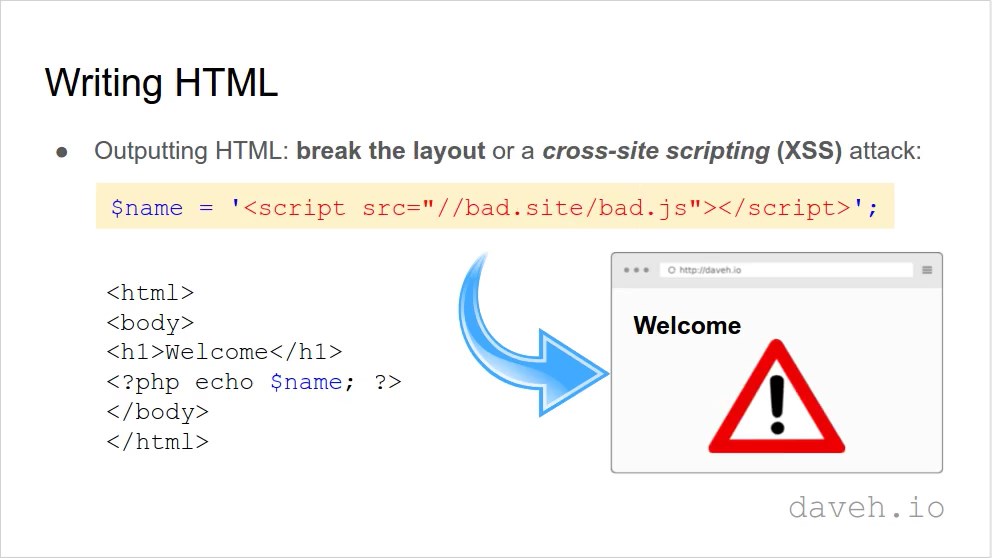 Writing HTML
● Outputting HTML: break the layout or a cross-site scripting (XSS) attack:
$name = '<script src="//bad.site/bad.js"></script>';
<html>
<body>
<h1>Welcome</h1>
<?php echo $name; ?>
</body>
</html>
http://daveh.io
Welcome
!
daveh.io